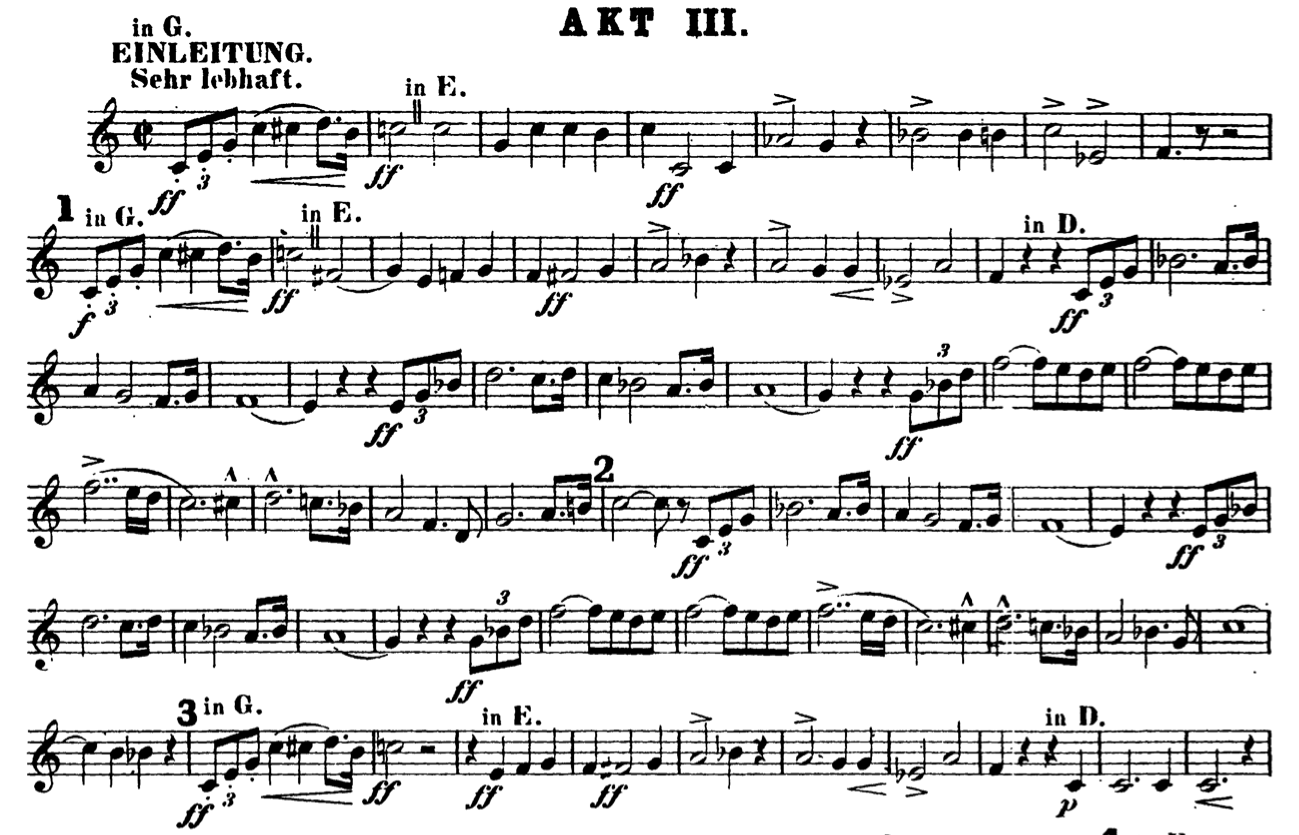 AKT III.
in G.
EINLEITUNG.
Sehr lebhaft.
in E.
3
ff ff ff
1 in G. in E. in D.
3 3
f ff ff ff
3
3
ff ff
2
3 3
ff ff
3
ff
3 in G. in E. in D.
3
ff ff ff ff p